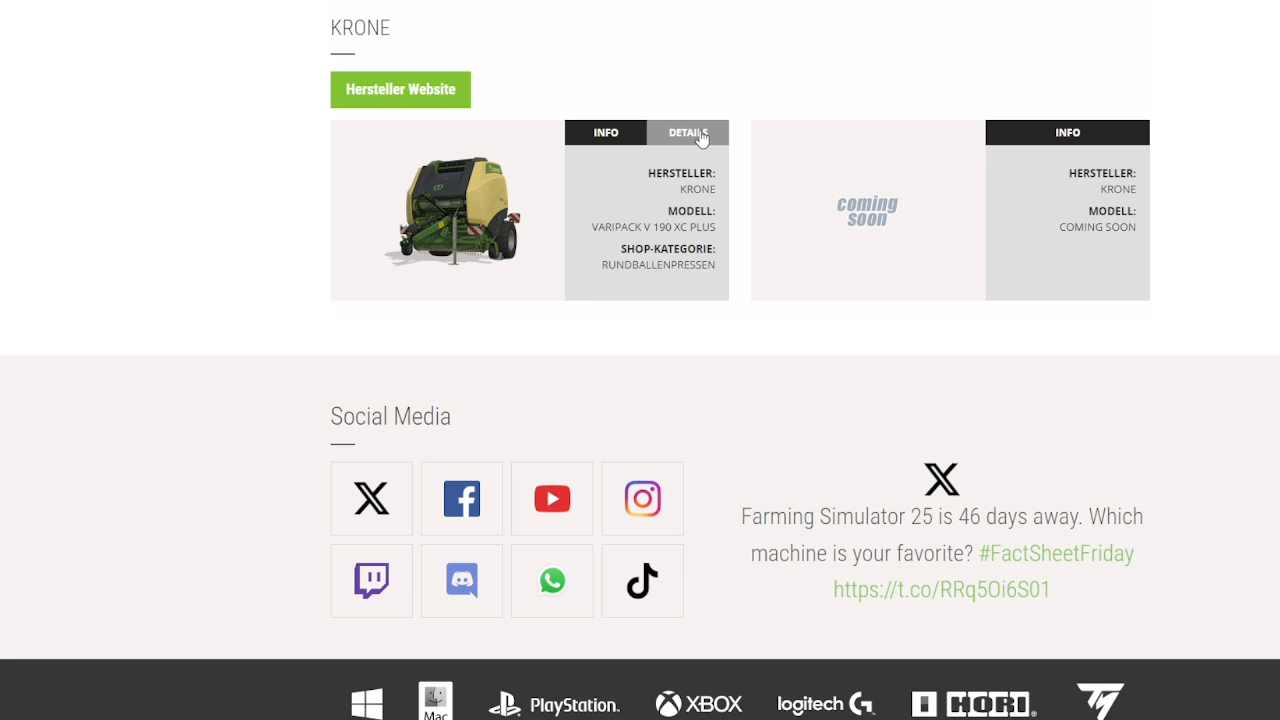 KRONE
Hersteller Website
INFO
DETAILS
HERSTELLER:
KRONE
MODELL:
VARIPACK V 190 XC PLUS
SHOP-KATEGORIE:
RUNDBALLENPRESSEN
coming
soon
INFO
HERSTELLER:
KRONE
MODELL:
COMING SOON
Social Media
Farming Simulator 25 is 46 days away. Which
machine is your favorite? #FactSheetFriday
https://t.co/RRq5Oi6S01
Mac
PlayStation.
XBOX
logitech G
HORI